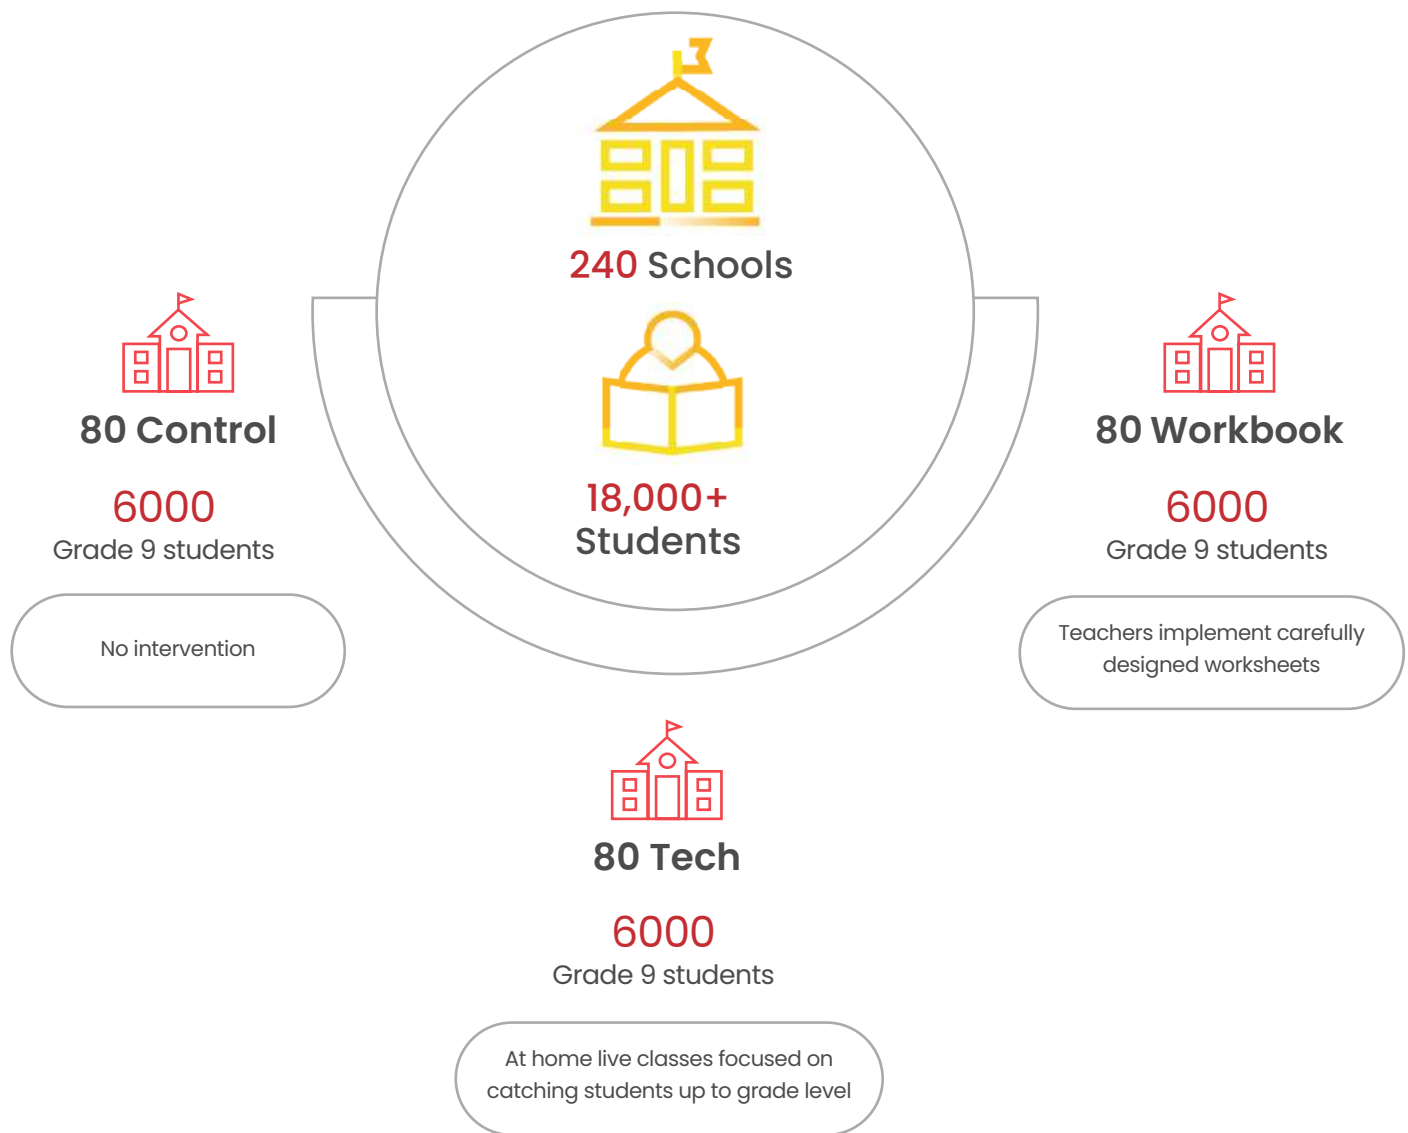 240 Schools
18,000+
Students
80 Control
6000
Grade 9 students
No intervention
80 Workbook
6000
Grade 9 students
Teachers implement carefully
designed worksheets
80 Tech
6000
Grade 9 students
At home live classes focused on
catching students up to grade level